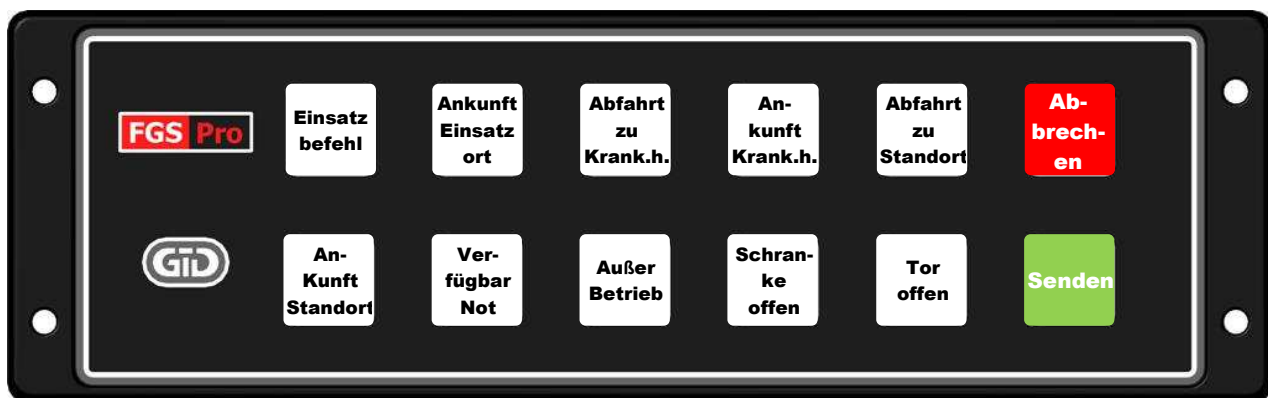 FGS Pro
Einsatz
befehl
Ankunft
Einsatz
ort
Abfahrt
zu
Krank.h.
An-
kunft
Krank.h.
Abfahrt
zu
Standort
Ab-
brech-
en
GTD
An-
Kunft
Standort
Ver-
fügbar
Not
Außer
Betrieb
Schran-
ke
offen
Tor
offen
Senden